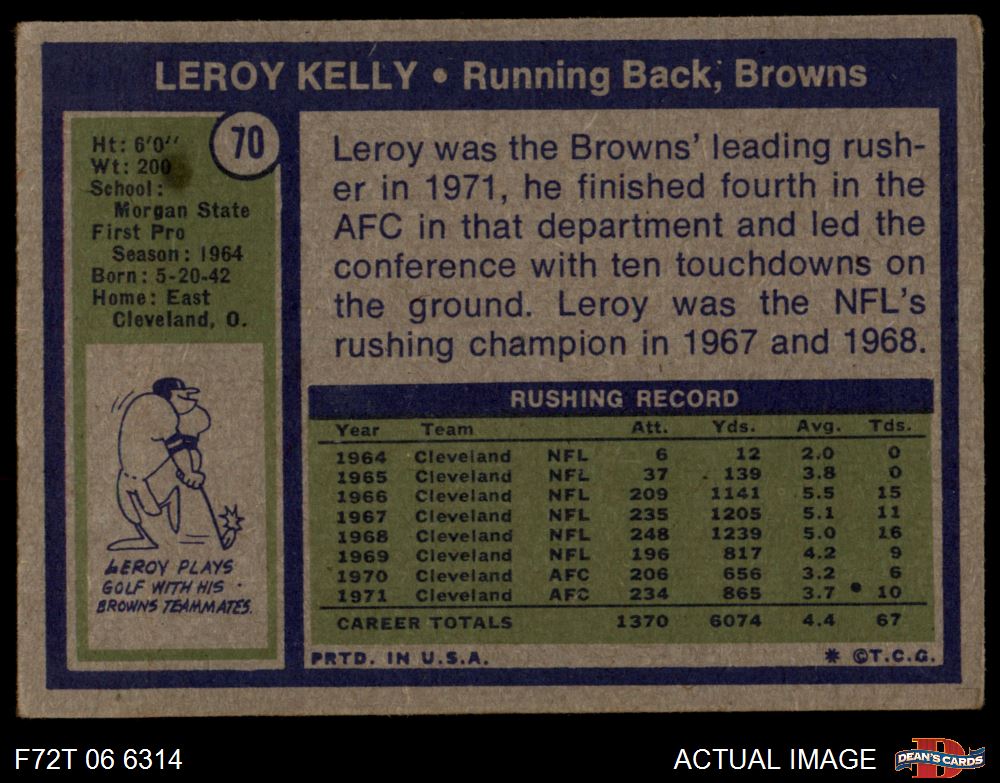 LEROY KELLY • Running Back, Browns
70
Ht: 6'0''
Wt: 200
School:
Morgan State
First Pro
Season: 1964
Born: 5-20-42
Home: East
Cleveland, O.
LEROY PLAYS
GOLF WITH HIS
BROWNS TEAMMATES.
Leroy was the Browns' leading rush-
er in 1971, he finished fourth in the
AFC in that department and led the
conference with ten touchdowns on
the ground. Leroy was the NFL's
rushing champion in 1967 and 1968.
RUSHING RECORD
Year Team Att. Yds. Avg. Tds.
1964 Cleveland NFL 6 12 2.0 0
1965 Cleveland NFL 37 139 3.8 0
1966 Cleveland NFL 209 1141 5.5 15
1967 Cleveland NFL 235 1205 5.1 11
1968 Cleveland NFL 248 1239 5.0 16
1969 Cleveland NFL 196 817 4.2 9
1970 Cleveland AFC 206 656 3.2 6
1971 Cleveland AFC 234 865 3.7 10
CAREER TOTALS 1370 6074 4.4 67
PRTD. IN U.S.A. * ©T.C.G.
F72T 06 6314
ACTUAL IMAGE
D
DEAN'S CARDS